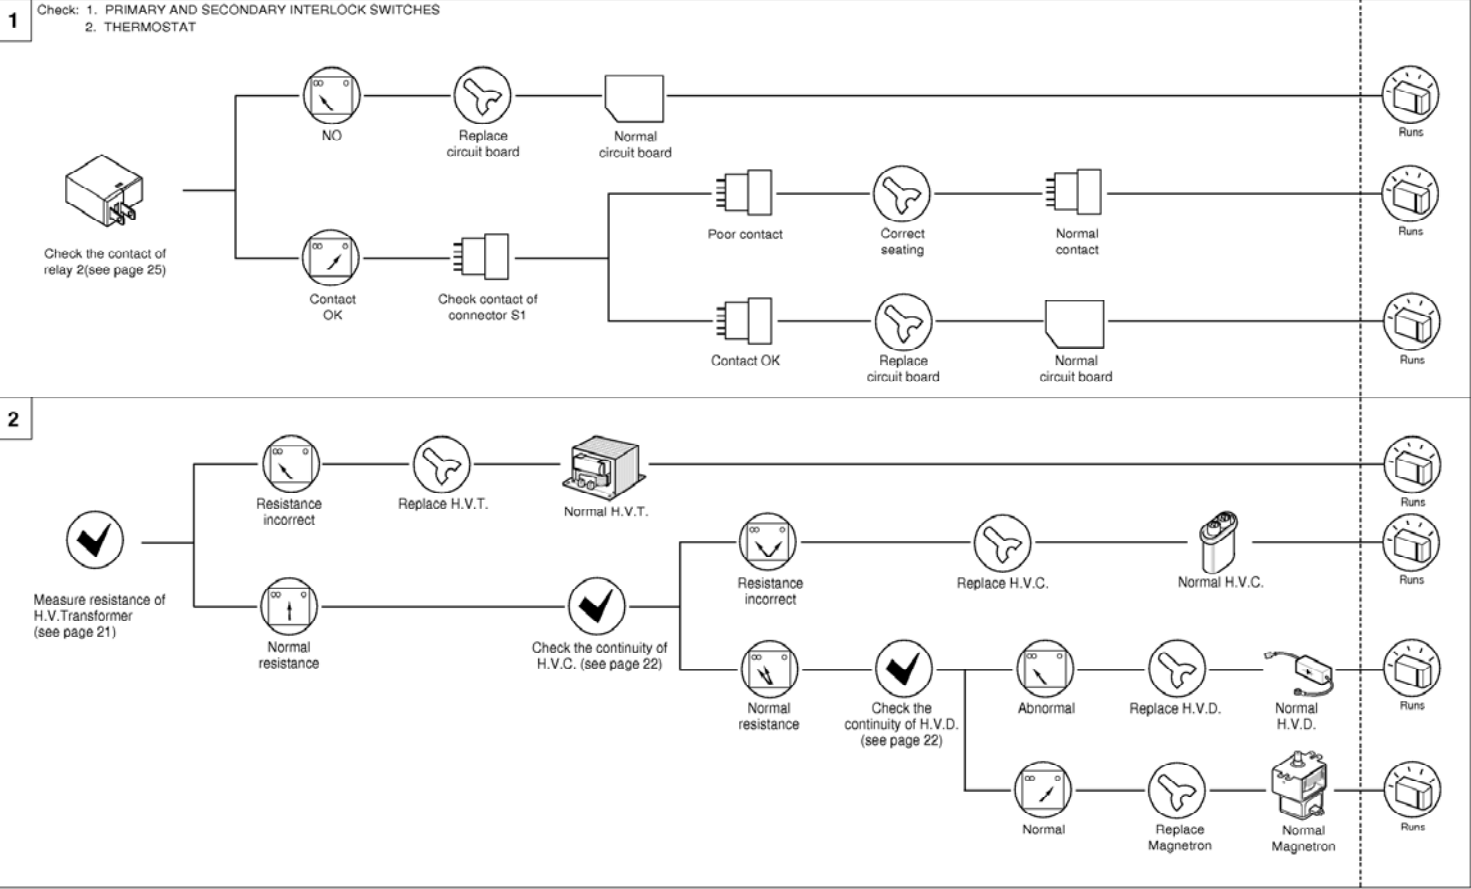 1
Check: 1. PRIMARY AND SECONDARY INTERLOCK SWITCHES
2. THERMOSTAT
NO
Replace
circuit board
Normal
circuit board
Runs
Check the contact of
relay 2(see page 25)
Poor contact
Correct
seating
Normal
contact
Runs
Contact
OK
Check contact of
connector S1
Contact OK
Replace
circuit board
Normal
circuit board
Runs
2
Resistance
incorrect
Replace H.V.T.
Normal H.V.T.
Runs
Measure resistance of
H.V.Transformer
(see page 21)
Resistance
incorrect
Replace H.V.C.
Normal H.V.C.
Runs
Normal
resistance
Check the continuity of
H.V.C. (see page 22)
Normal
resistance
Check the
continuity of H.V.D.
(see page 22)
Abnormal
Replace H.V.D.
Normal
H.V.D.
Runs
Normal
Replace
Magnetron
Normal
Magnetron
Runs